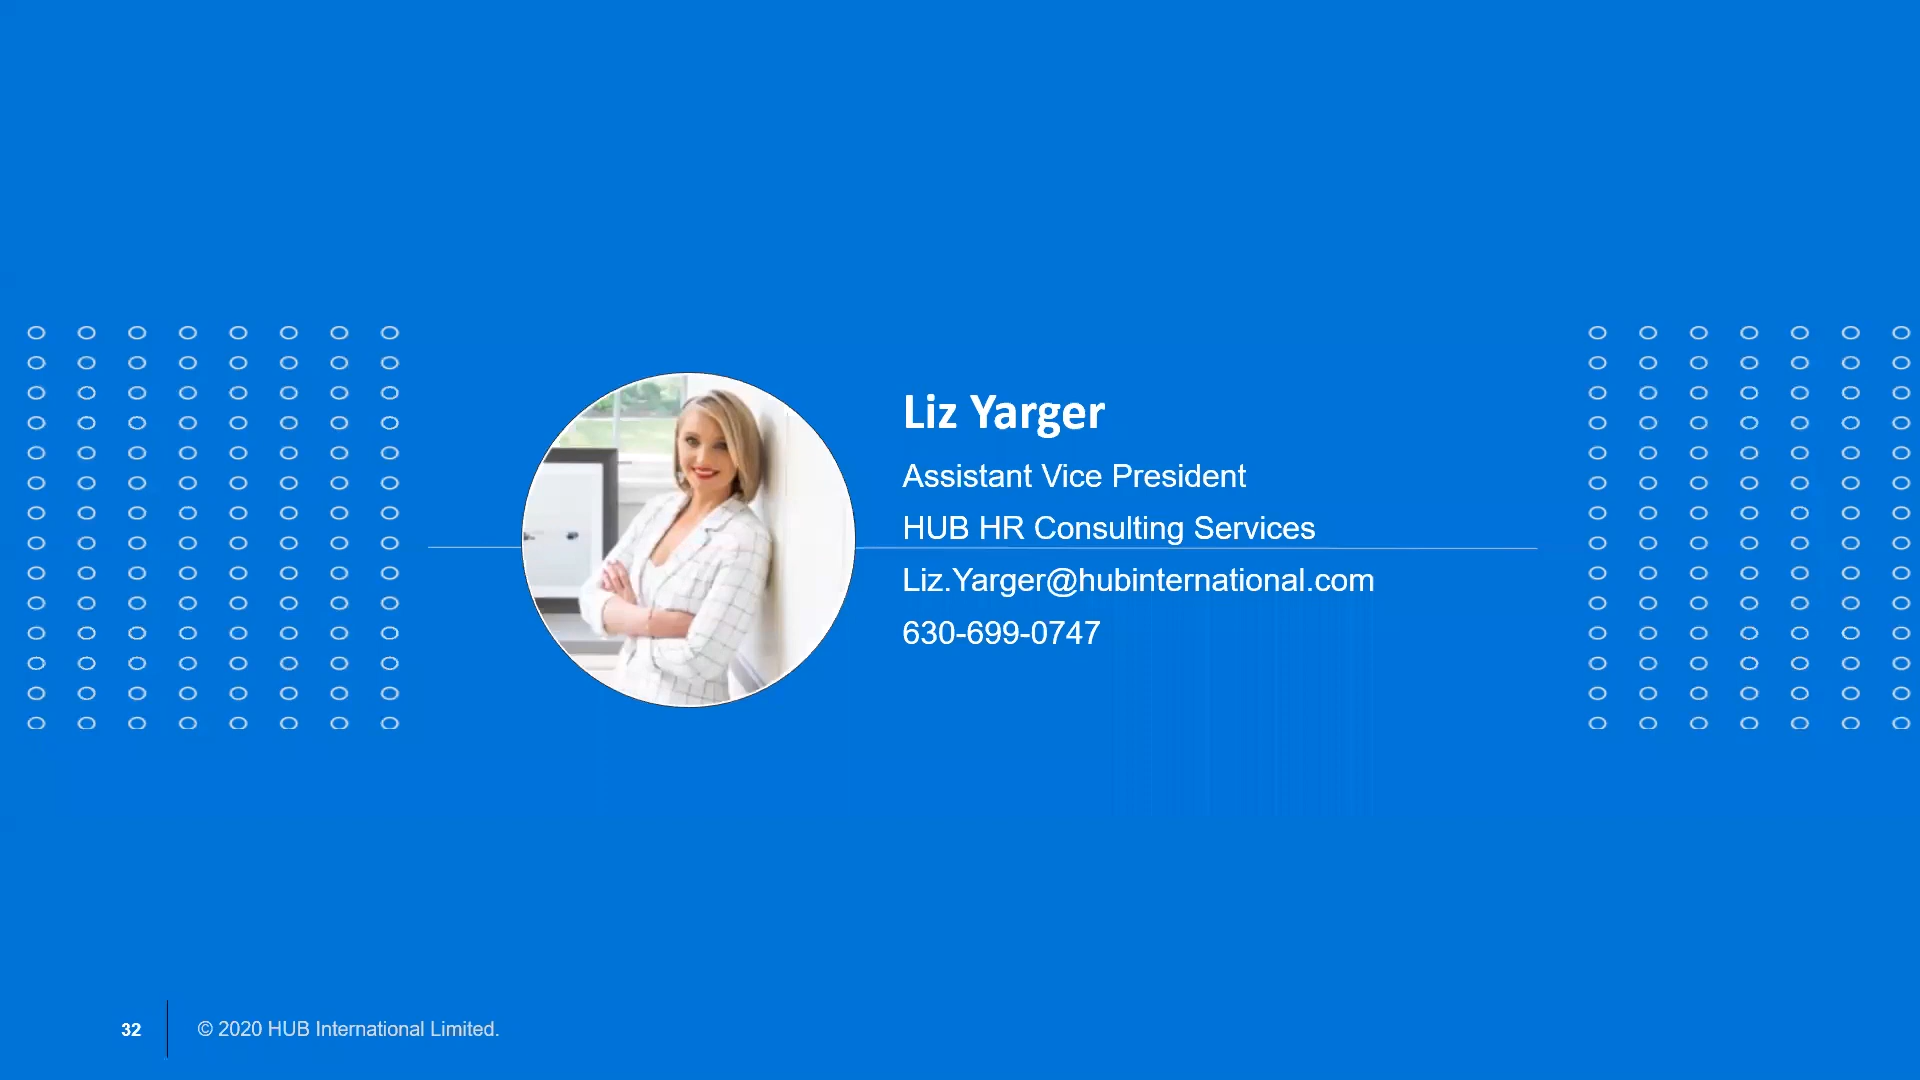 Liz Yarger
Assistant Vice President
HUB HR Consulting Services
Liz.Yarger@hubinternational.com
630-699-0747
32
© 2020 HUB International Limited.